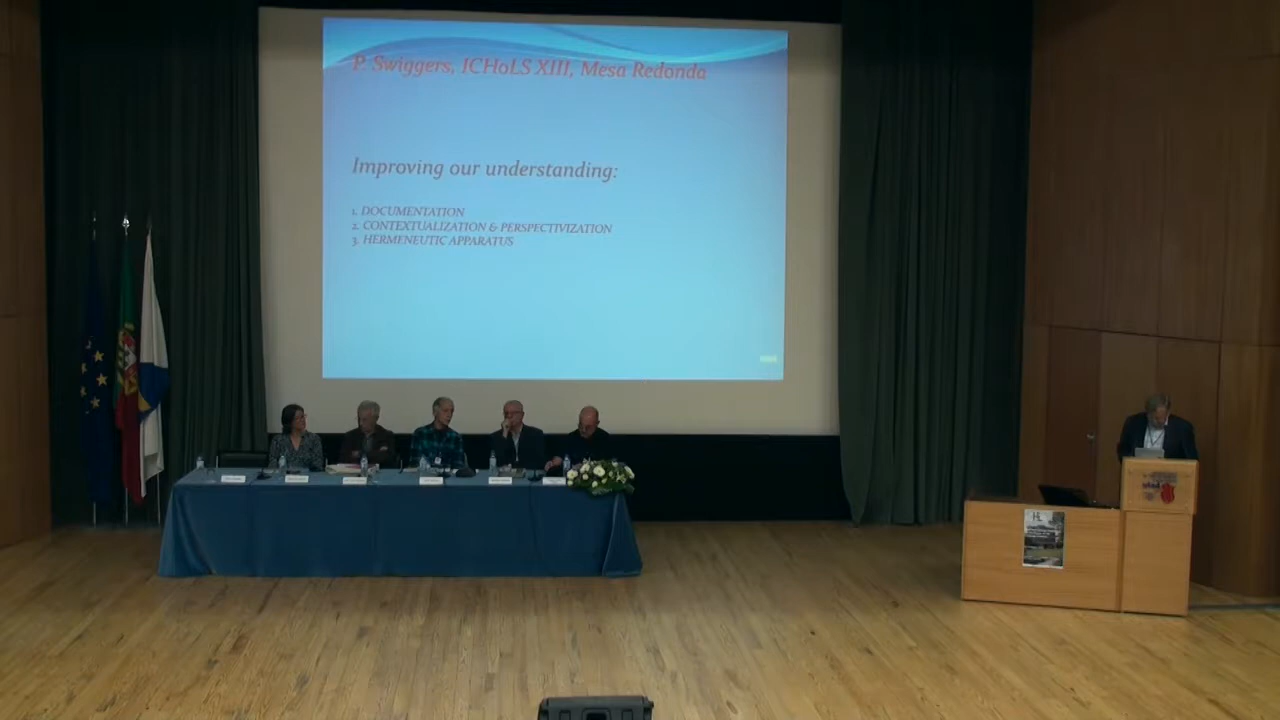 P. Swiggers, ICHoLS XIII, Mesa Redonda
Improving our understanding:
1. DOCUMENTATION
2. CONTEXTUALIZATION & PERSPECTIVIZATION
3. HERMENEUTIC APPARATUS